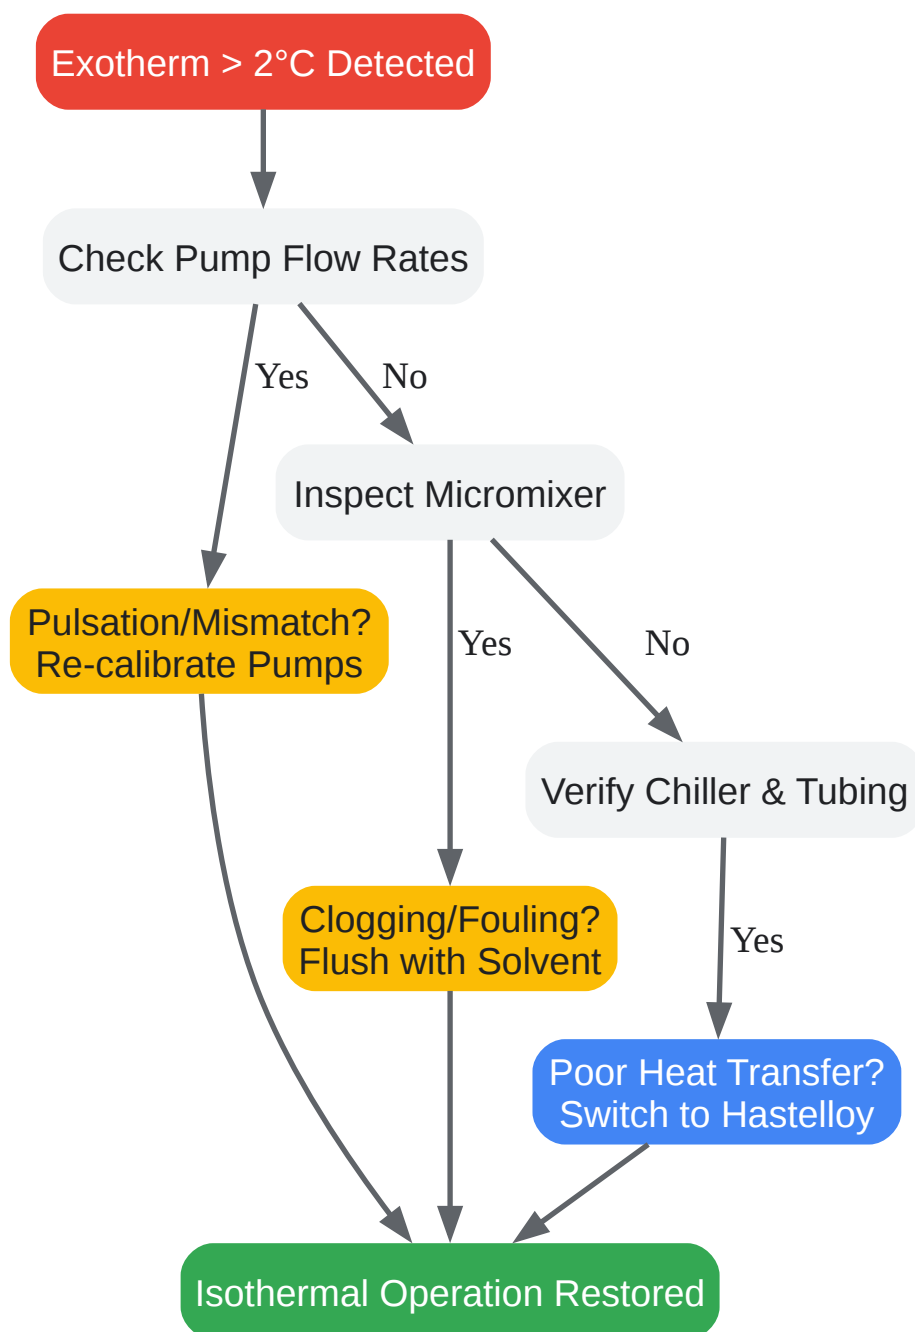 Exotherm > 2°C Detected
Check Pump Flow Rates
Yes
No
Inspect Micromixer
Pulsation/Mismatch?
Re-calibrate Pumps
Yes
No
Verify Chiller & Tubing
Clogging/Fouling?
Flush with Solvent
Yes
Poor Heat Transfer?
Switch to Hastelloy
Isothermal Operation Restored